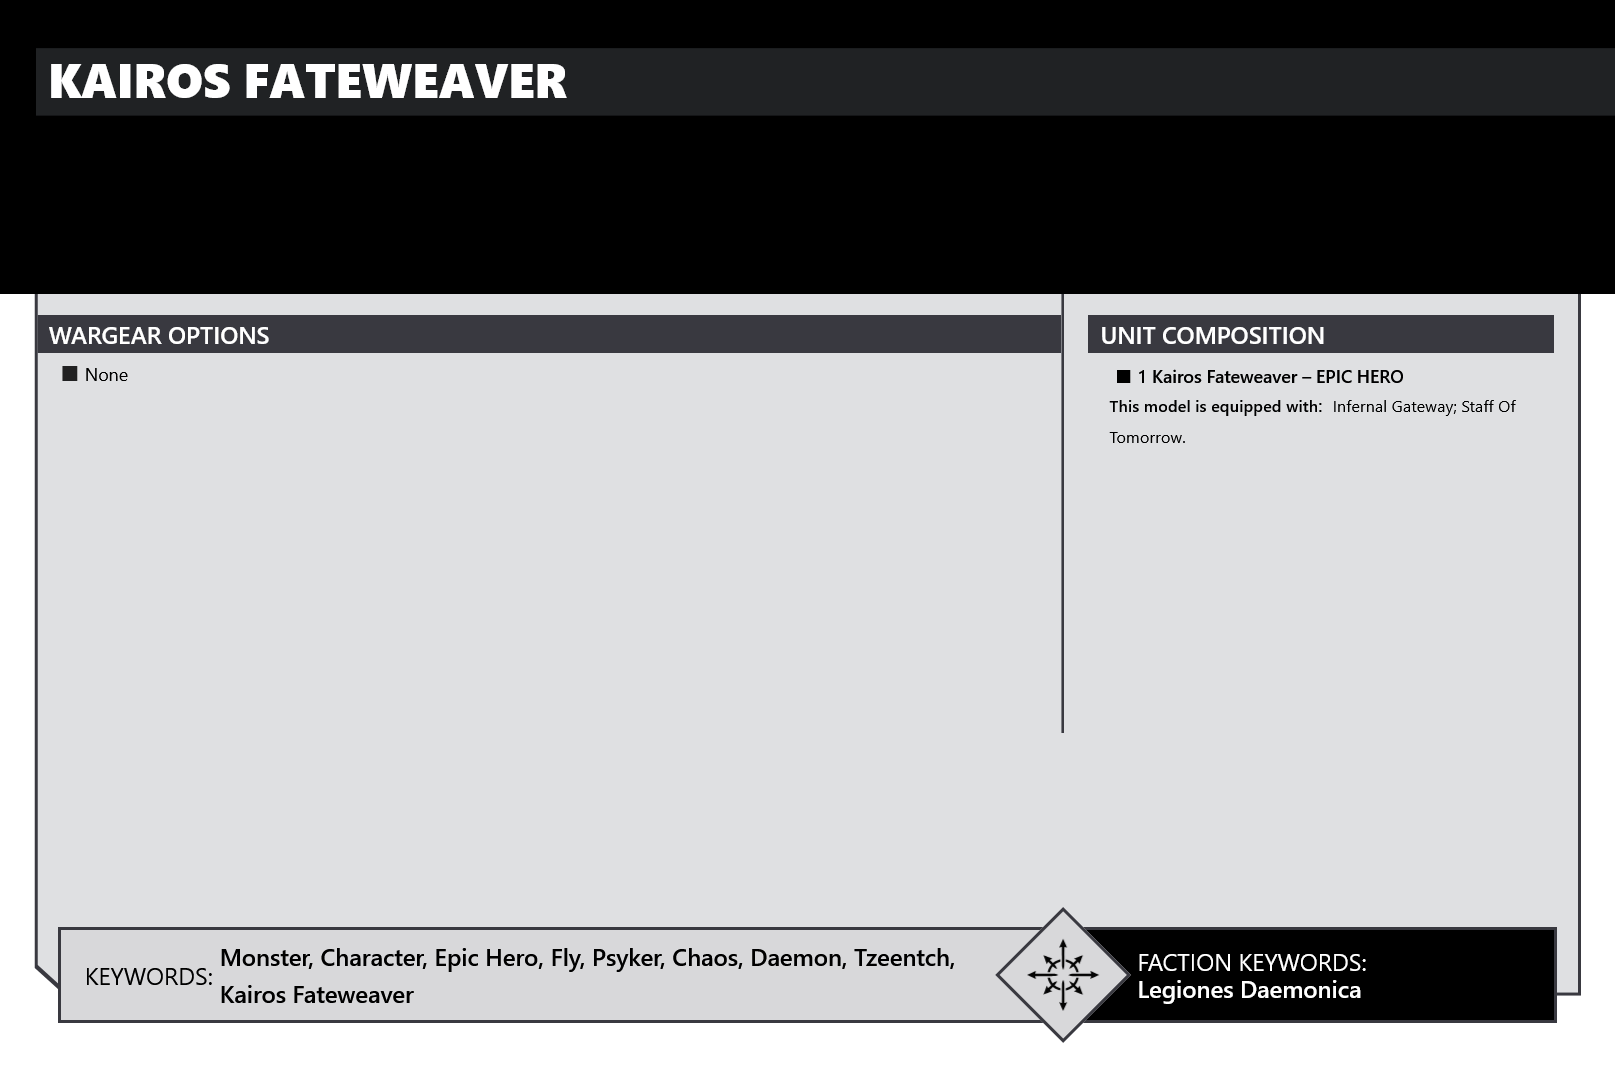 KAIROS FATEWEAVER
WARGEAR OPTIONS
■ None
UNIT COMPOSITION
■ 1 Kairos Fateweaver – EPIC HERO
This model is equipped with: Infernal Gateway; Staff Of
Tomorrow.
KEYWORDS: Monster, Character, Epic Hero, Fly, Psyker, Chaos, Daemon, Tzeentch,
Kairos Fateweaver
FACTION KEYWORDS:
Legiones Daemonica